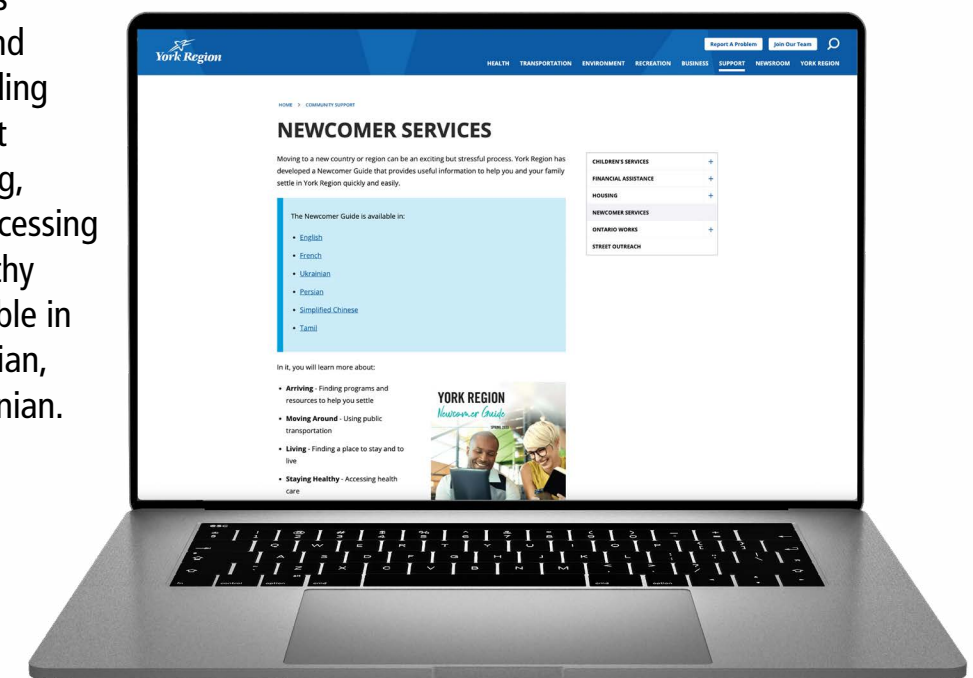 s
nd
ling
t
g,
cessing
thy
ble in
ian,
nian.
York Region
Report A Problem
Join Our Team
HEALTH TRANSPORTATION ENVIRONMENT RECREATION BUSINESS SUPPORT NEWSROOM YORK REGION
HOME > COMMUNITY SUPPORT
NEWCOMER SERVICES
Moving to a new country or region can be an exciting but stressful process. York Region has
developed a Newcomer Guide that provides useful information to help you and your family
settle in York Region quickly and easily.
The Newcomer Guide is available in:
• English
• French
• Ukrainian
• Persian
• Simplified Chinese
• Tamil
In it, you will learn more about:
• Arriving - Finding programs and
resources to help you settle
• Moving Around - Using public
transportation
• Living - Finding a place to stay and to
live
• Staying Healthy - Accessing health
care
YORK REGION
Newcomer Guide
CHILDREN'S SERVICES +
FINANCIAL ASSISTANCE +
HOUSING +
NEWCOMER SERVICES
ONTARIO WORKS +
STREET OUTREACH